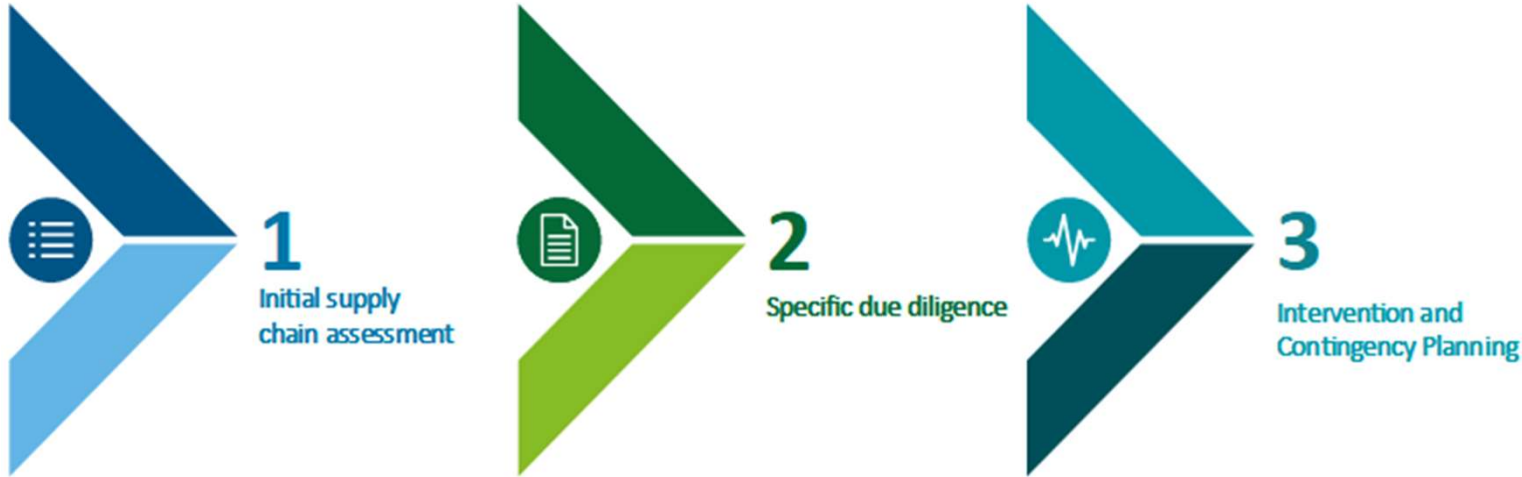 1
Initial supply
chain assessment
2
Specific due diligence
3
Intervention and
Contingency Planning